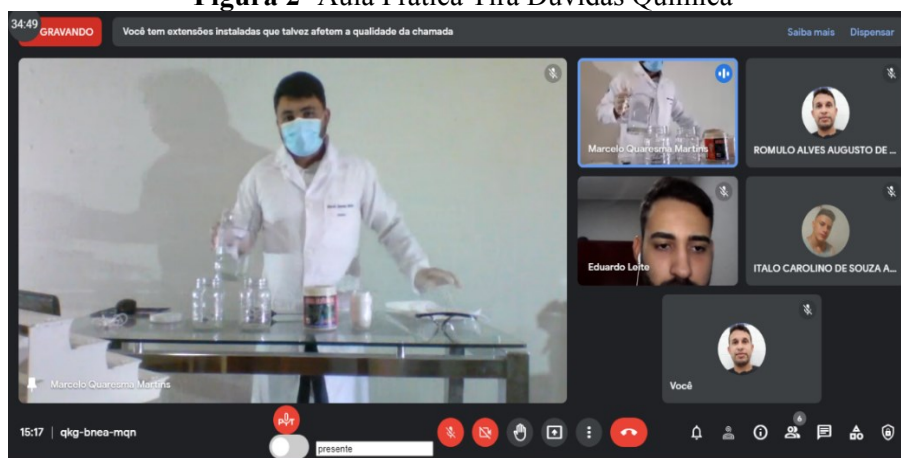 Figura 2- Aula Prática Tira Dúvidas Química
34:49
GRAVANDO
Você tem extensões instaladas que talvez afetem a qualidade da chamada
Saiba mais
Dispensar
Marcelo Quaresma Martins
Marcelo Quaresma Martins
ROMULO ALVES AUGUSTO DE ...
Eduardo Leite
ITALO CAROLINO DE SOUZA A...
Você
15:17 | qkg-bnea-mqn
PTT
presente
6